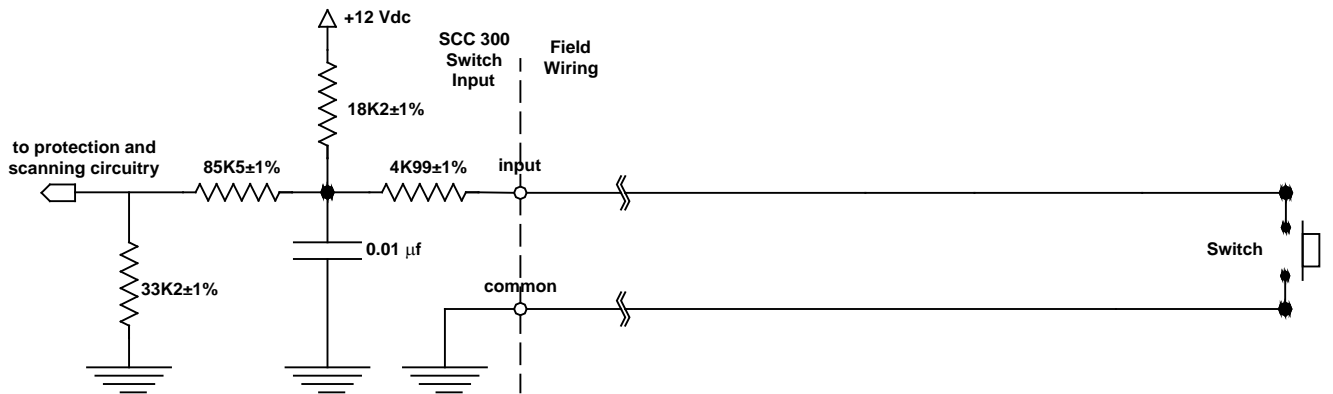 +12 Vdc
SCC 300
Switch
Input
Field
Wiring
18K2±1%
to protection and
scanning circuitry
85K5±1%
4K99±1%
input
0.01 μf
Switch
33K2±1%
common